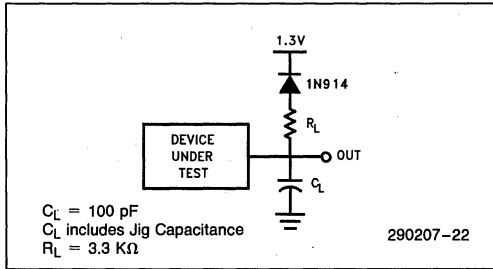 1.3V
1N914
R_L
DEVICE
UNDER
TEST
OUT
C_L
C_L = 100 pF
C_L includes Jig Capacitance
R_L = 3.3 KΩ
290207-22